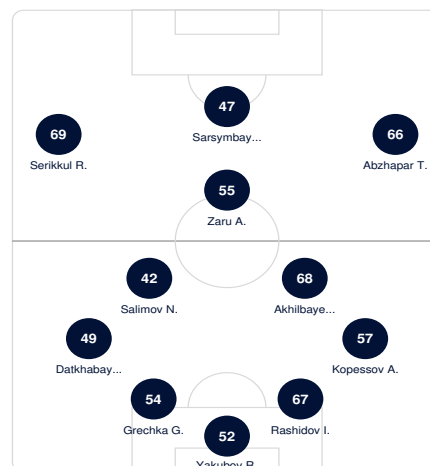 47
Sarsymbay...
69
Serikkul R.
66
Abzhapar T.
55
Zaru A.
42
Salimov N.
68
Akhilbaye...
49
Datkhabay...
57
Kopessov A.
54
Grechka G.
67
Rashidov I.
52
Yakubov R.